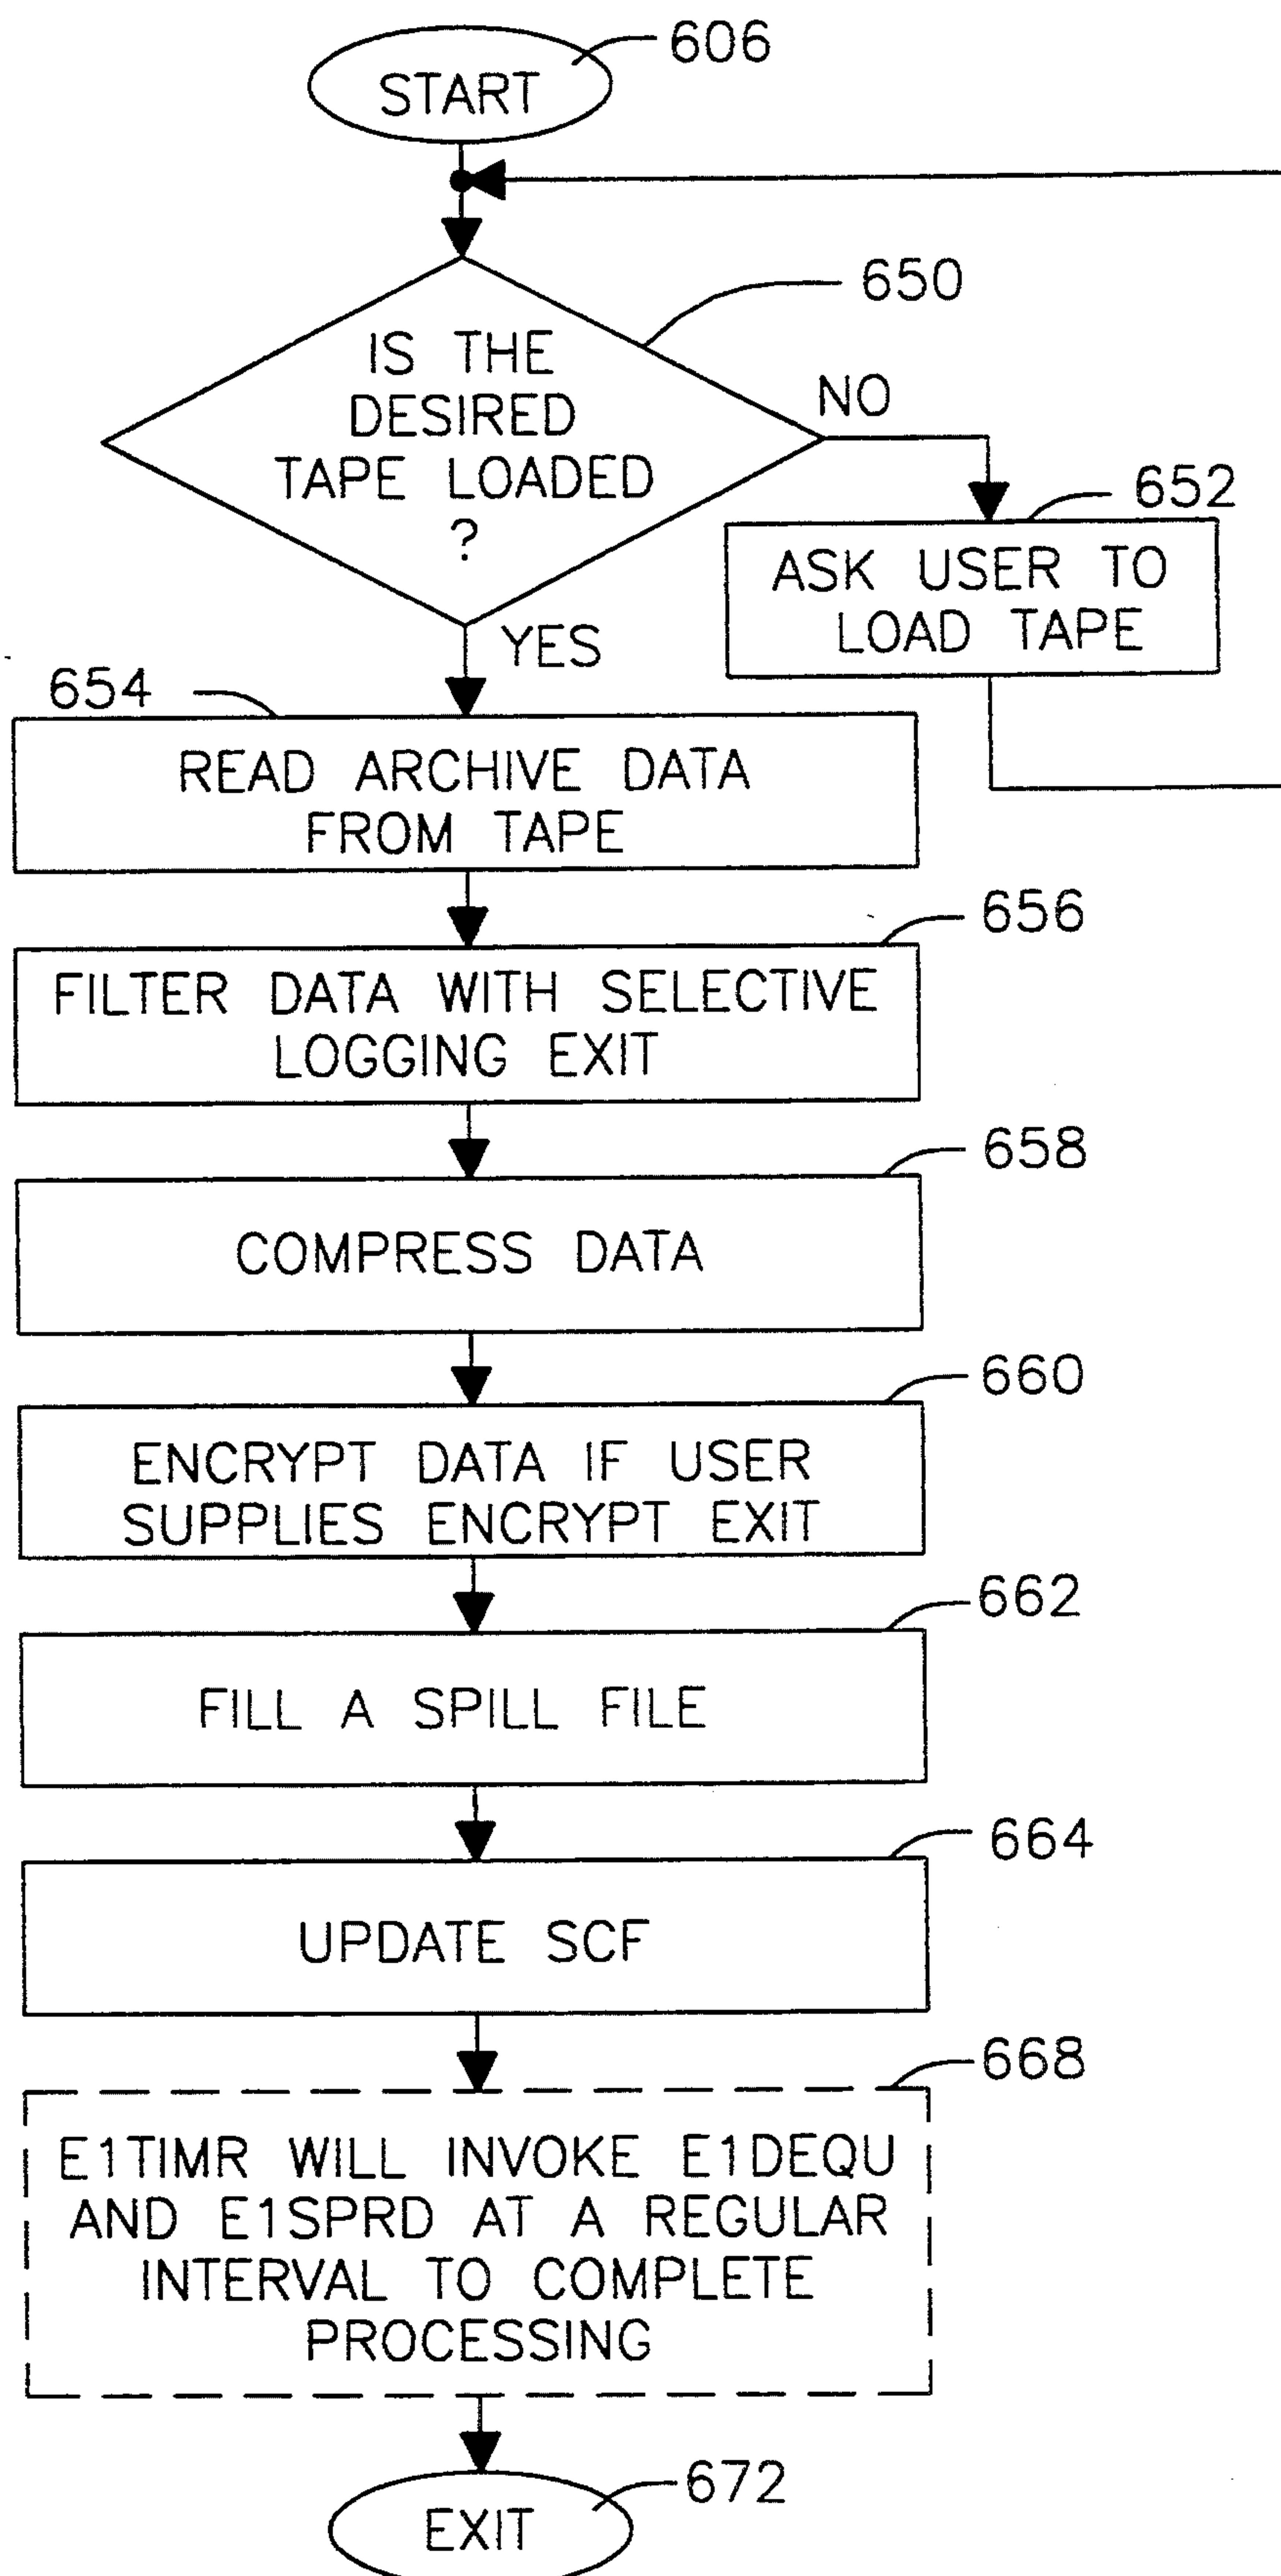 START
606
IS THE
DESIRED
TAPE LOADED
?
650
NO
652
ASK USER TO
LOAD TAPE
YES
654
READ ARCHIVE DATA
FROM TAPE
656
FILTER DATA WITH SELECTIVE
LOGGING EXIT
658
COMPRESS DATA
660
ENCRYPT DATA IF USER
SUPPLIES ENCRYPT EXIT
662
FILL A SPILL FILE
664
UPDATE SCF
668
E1TIMR WILL INVOKE E1DEQU
AND E1SPRD AT A REGULAR
INTERVAL TO COMPLETE
PROCESSING
672
EXIT